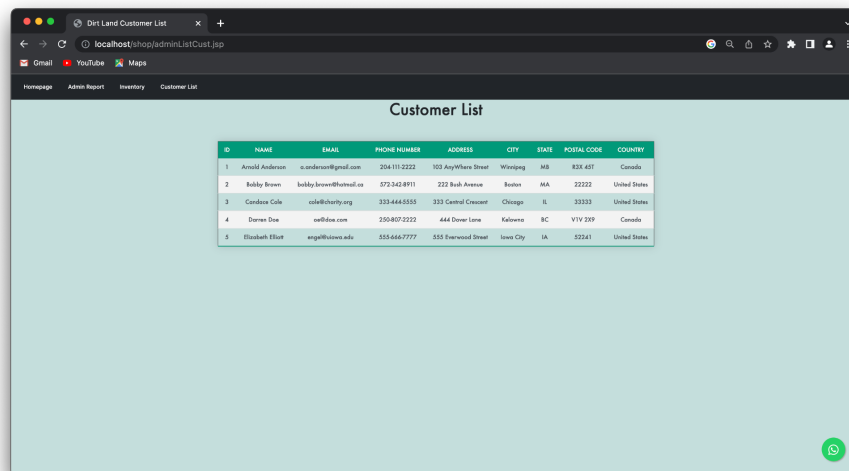 Dirt Land Customer List
localhost/shop/adminListCust.jsp
Gmail YouTube Maps
Homepage Admin Report Inventory Customer List
Customer List
ID NAME EMAIL PHONE NUMBER ADDRESS CITY STATE POSTAL CODE COUNTRY
1 Arnold Anderson a.anderson@gmail.com 204-111-2222 103 AnyWhere Street Winnipeg MB R3X 45T Canada
2 Bobby Brown bobby.brown@hotmail.ca 572-342-8911 222 Bush Avenue Boston MA 22222 United States
3 Candace Cole cole@charity.org 333-444-5555 333 Central Crescent Chicago IL 33333 United States
4 Darren Doe oe@doe.com 250-807-2222 444 Dover Lane Kelowna BC V1V 2X9 Canada
5 Elizabeth Elliott engel@uiowa.edu 555-666-7777 555 Everwood Street Iowa City IA 52241 United States